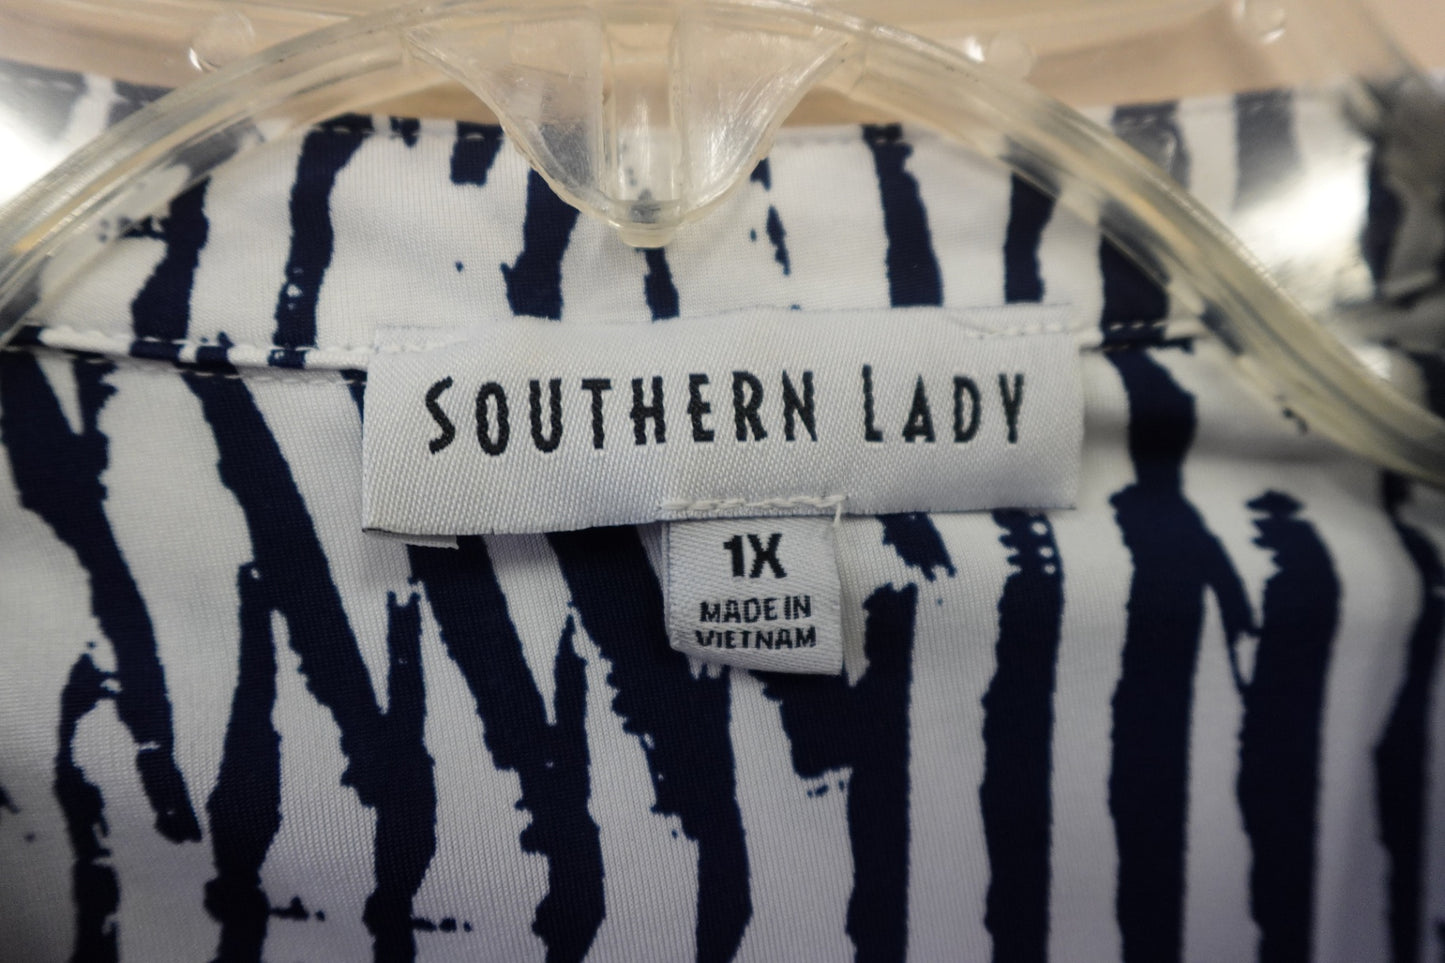 SOUTHERN LADY
1X
MADE IN
VIETNAM